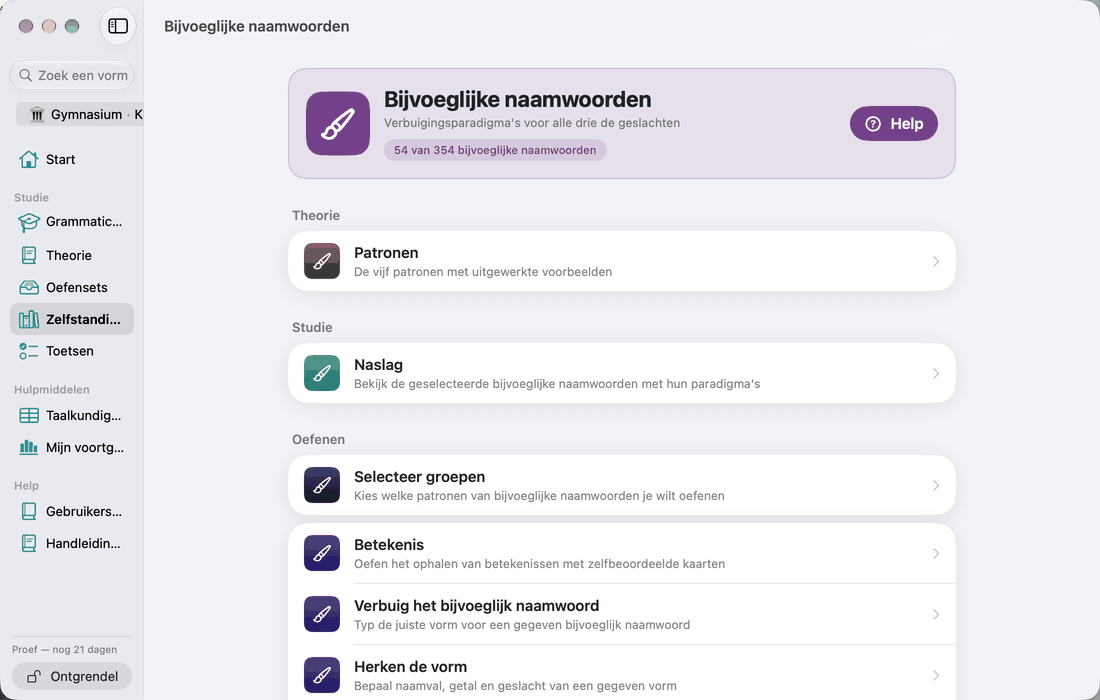 Bijvoeglijke naamwoorden
Zoek een vorm
Gymnasium · K
Start
Studie
Grammatic...
Theorie
Oefensets
Zelfstandi...
Toetsen
Hulpmiddelen
Taalkundig...
Mijn voortg...
Help
Gebruikers...
Handleidin...
Proef — nog 21 dagen
Ontgrendel
Bijvoeglijke naamwoorden
Verbuigingsparadigma's voor alle drie de geslachten
54 van 354 bijvoeglijke naamwoorden
Help
Theorie
Patronen
De vijf patronen met uitgewerkte voorbeelden
Studie
Naslag
Bekijk de geselecteerde bijvoeglijke naamwoorden met hun paradigma's
Oefenen
Selecteer groepen
Kies welke patronen van bijvoeglijke naamwoorden je wilt oefenen
Betekenis
Oefen het ophalen van betekenissen met zelfbeoordeelde kaarten
Verbuig het bijvoeglijk naamwoord
Typ de juiste vorm voor een gegeven bijvoeglijk naamwoord
Herken de vorm
Bepaal naamval, getal en geslacht van een gegeven vorm